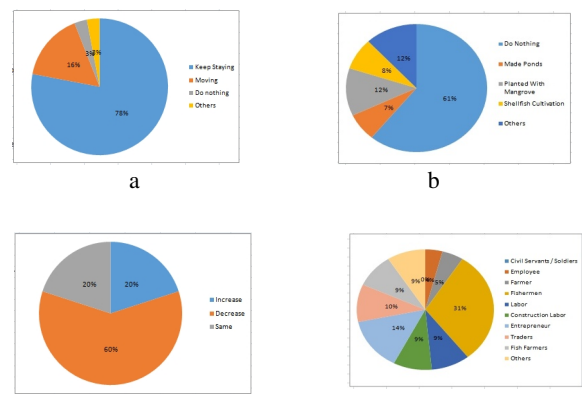 3%
3%
16%
78%
Keep Staying
Moving
Do nothing
Others
a
12%
8%
12%
7%
61%
Do Nothing
Made Ponds
Planted With
Mangrove
Shellfish Cultivation
Others
b
20%
20%
60%
Increase
Decrease
Same
0%
5%
9%
9%
31%
10%
14%
9%
9%
Civil Servants / Soldiers
Employee
Farmer
Fishermen
Labor
Construction Labor
Entrepreneur
Traders
Fish Farmers
Others